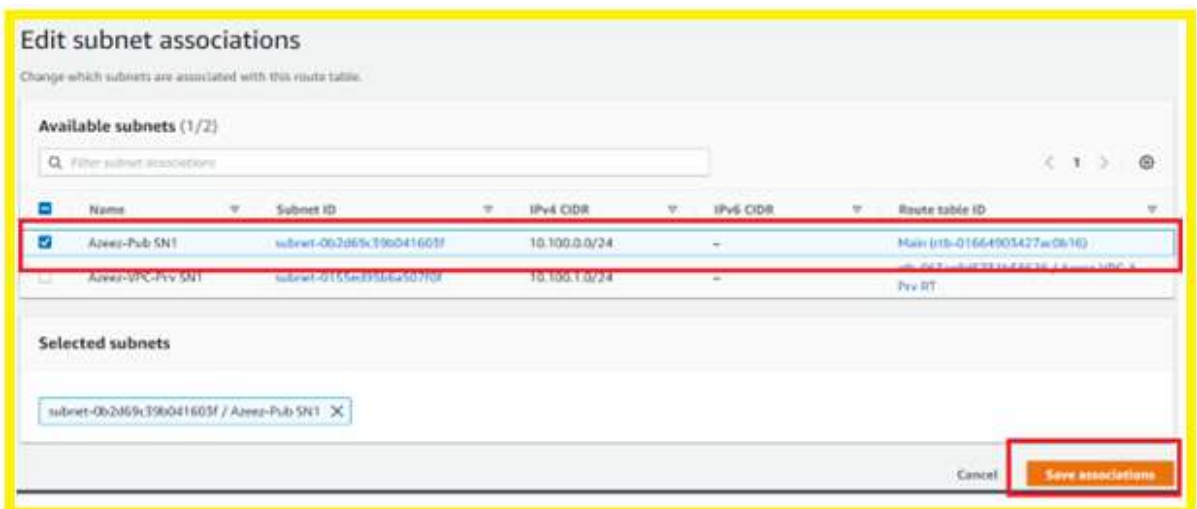 Edit subnet associations
Change which subnets are associated with this route table.
Available subnets (1/2)
Filter subnet associations
< 1 >
Name Subnet ID IPv4 CIDR IPv6 CIDR Route table ID
Azeez-Pub SN1 subnet-0b2d69c39b041603f 10.100.0.0/24 – Main (rtb-01664903427ac0b16)
Azeez-VPC-Prv SN1 10.100.1.0/24 –
Prv RT
Selected subnets
subnet-0b2d69c39b041603f / Azeez-Pub SN1 X
Cancel Save associations